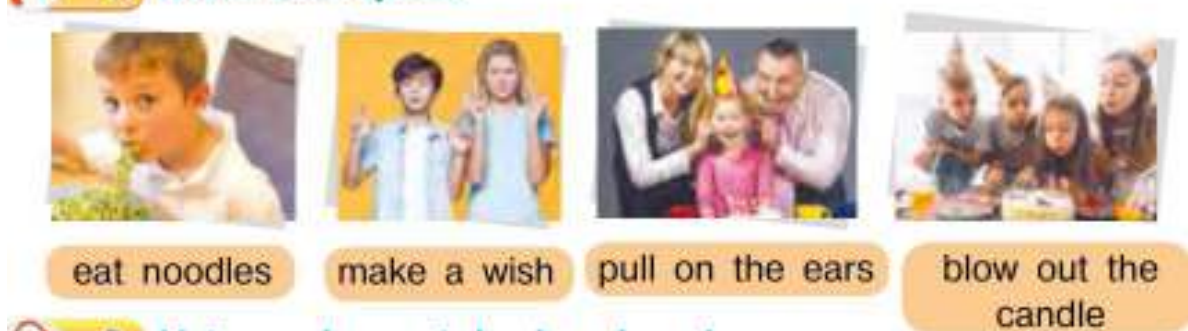 eat noodles
make a wish
pull on the ears
blow out the
candle